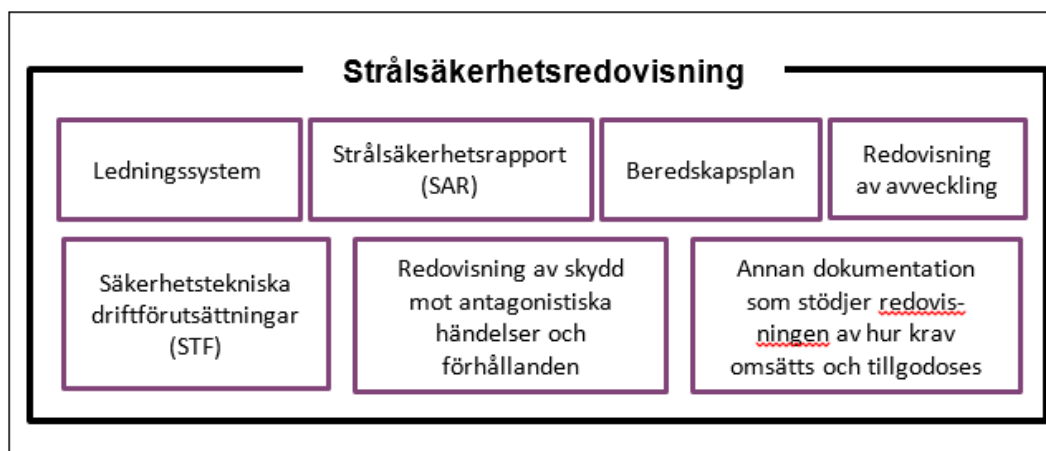 Strålsäkerhetsredovisning
Ledningssystem
Strålsäkerhetsrapport
(SAR)
Beredskapsplan
Redovisning
av avveckling
Säkerhetstekniska
driftförutsättningar
(STF)
Redovisning av skydd
mot antagonistiska
händelser och
förhållanden
Annan dokumentation
som stödjer redovis-
ningen av hur krav
omsätts och tillgodoses